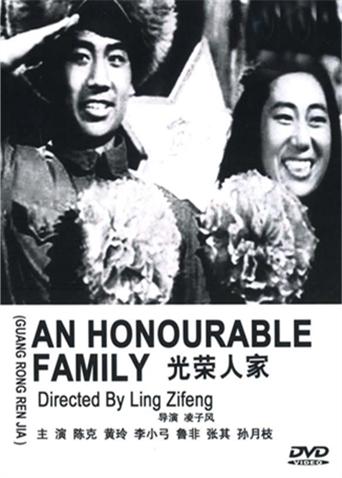 (GUANG RONG REN JIA)
AN HONOURABLE
FAMILY 光荣人家
Directed By Ling Zifeng
导演 凌子风
主 演 陈克 黄玲 李小弓 鲁非 张其 孙月枝
DVD
VIDEO